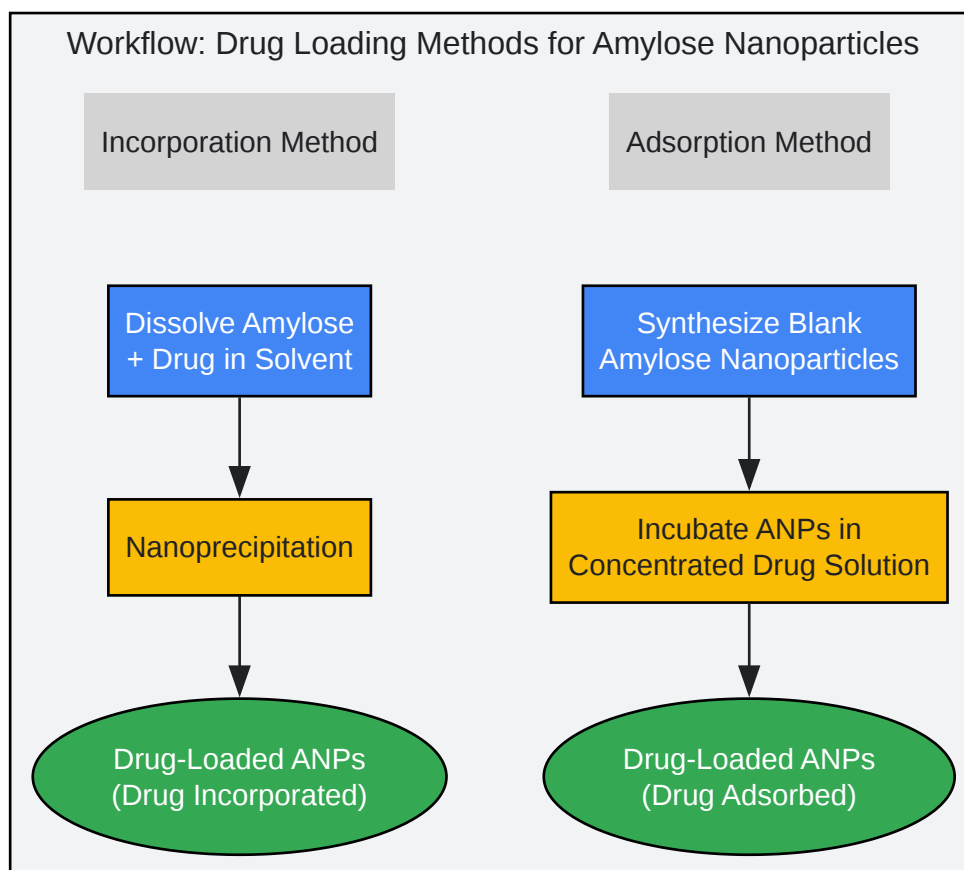 Workflow: Drug Loading Methods for Amylose Nanoparticles
Incorporation Method
Dissolve Amylose
+ Drug in Solvent
Nanoprecipitation
Drug-Loaded ANPs
(Drug Incorporated)
Adsorption Method
Synthesize Blank
Amylose Nanoparticles
Incubate ANPs in
Concentrated Drug Solution
Drug-Loaded ANPs
(Drug Adsorbed)